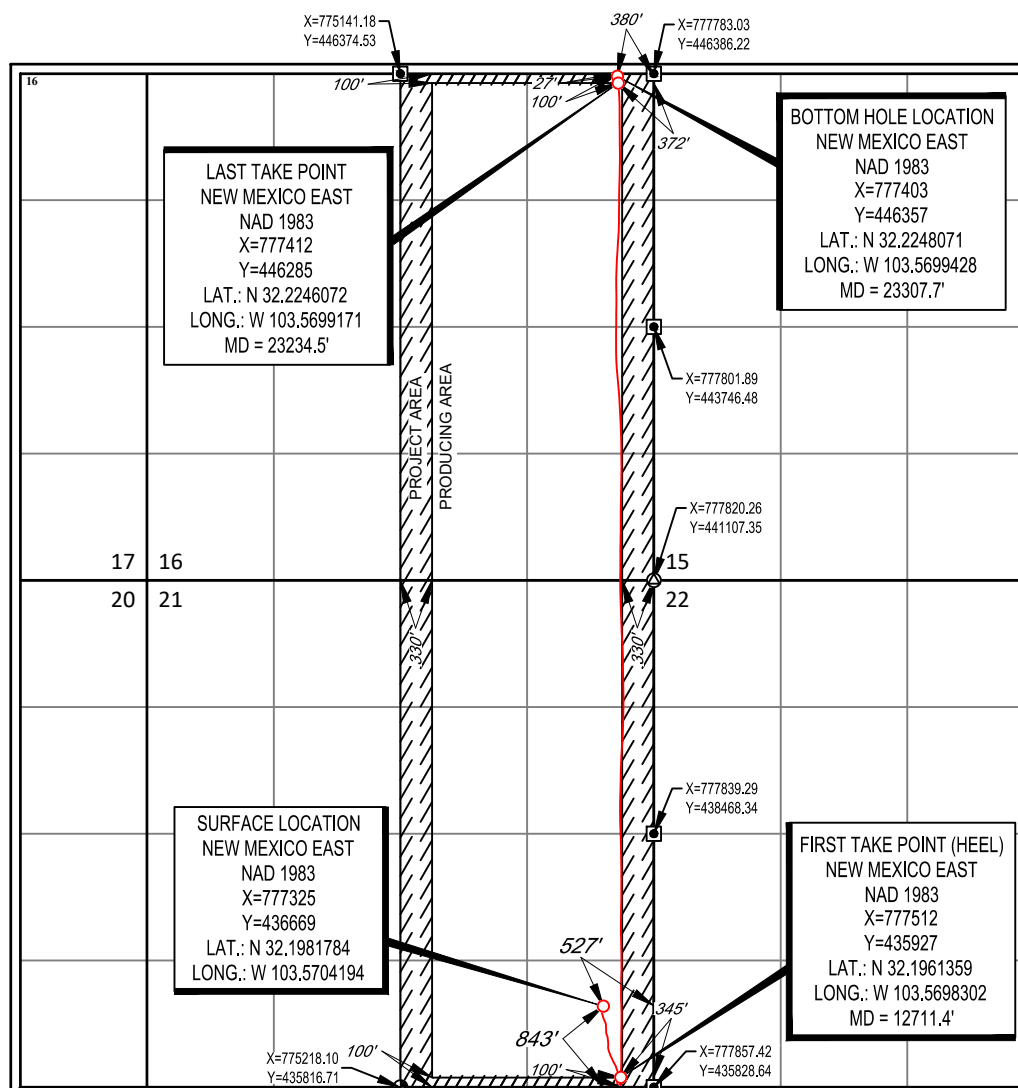 X=775141.18
Y=446374.53
380'
X=777783.03
Y=446386.22
16
100'
27'
100'
372'
LAST TAKE POINT
NEW MEXICO EAST
NAD 1983
X=777412
Y=446285
LAT.: N 32.2246072
LONG.: W 103.5699171
MD = 23234.5'
BOTTOM HOLE LOCATION
NEW MEXICO EAST
NAD 1983
X=777403
Y=446357
LAT.: N 32.2248071
LONG.: W 103.5699428
MD = 23307.7'
X=777801.89
Y=443746.48
PROJECT AREA
PRODUCING AREA
X=777820.26
Y=441107.35
17 16
15
20 21
22
330'
330'
X=777839.29
Y=438468.34
SURFACE LOCATION
NEW MEXICO EAST
NAD 1983
X=777325
Y=436669
LAT.: N 32.1981784
LONG.: W 103.5704194
FIRST TAKE POINT (HEEL)
NEW MEXICO EAST
NAD 1983
X=777512
Y=435927
LAT.: N 32.1961359
LONG.: W 103.5698302
MD = 12711.4'
527'
345'
843'
X=775218.10
Y=435816.71
100'
100'
X=777857.42
Y=435828.64